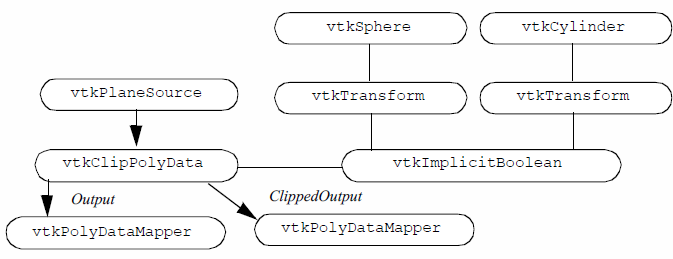 vtkSphere
vtkCylinder
vtkPlaneSource
vtkTransform
vtkTransform
vtkClipPolyData
vtkImplicitBoolean
Output
ClippedOutput
vtkPolyDataMapper
vtkPolyDataMapper